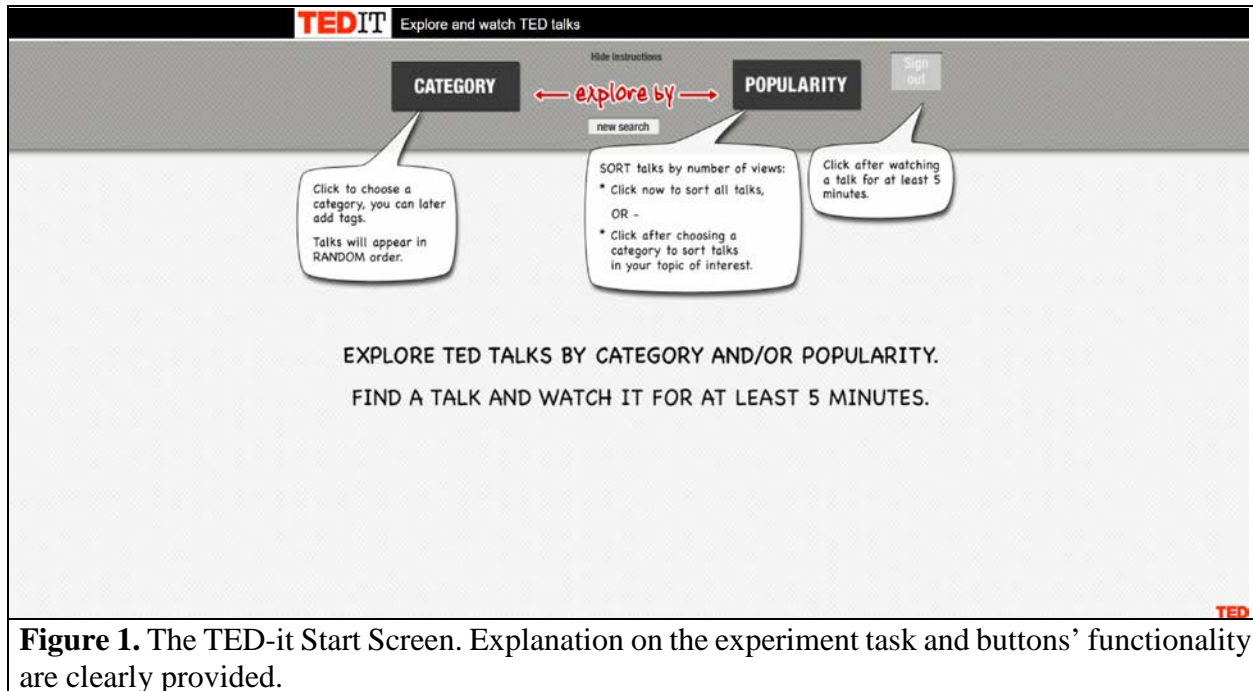 TEDIT Explore and watch TED talks
Hide instructions
CATEGORY
explore by
POPULARITY
Sign
out
new search
Click to choose a
category, you can later
add tags.
Talks will appear in
RANDOM order.
SORT talks by number of views:
* Click now to sort all talks,
OR -
* Click after choosing a
category to sort talks
in your topic of interest.
Click after watching
a talk for at least 5
minutes.
EXPLORE TED TALKS BY CATEGORY AND/OR POPULARITY.
FIND A TALK AND WATCH IT FOR AT LEAST 5 MINUTES.
TED
Figure 1. The TED-it Start Screen. Explanation on the experiment task and buttons’ functionality
are clearly provided.